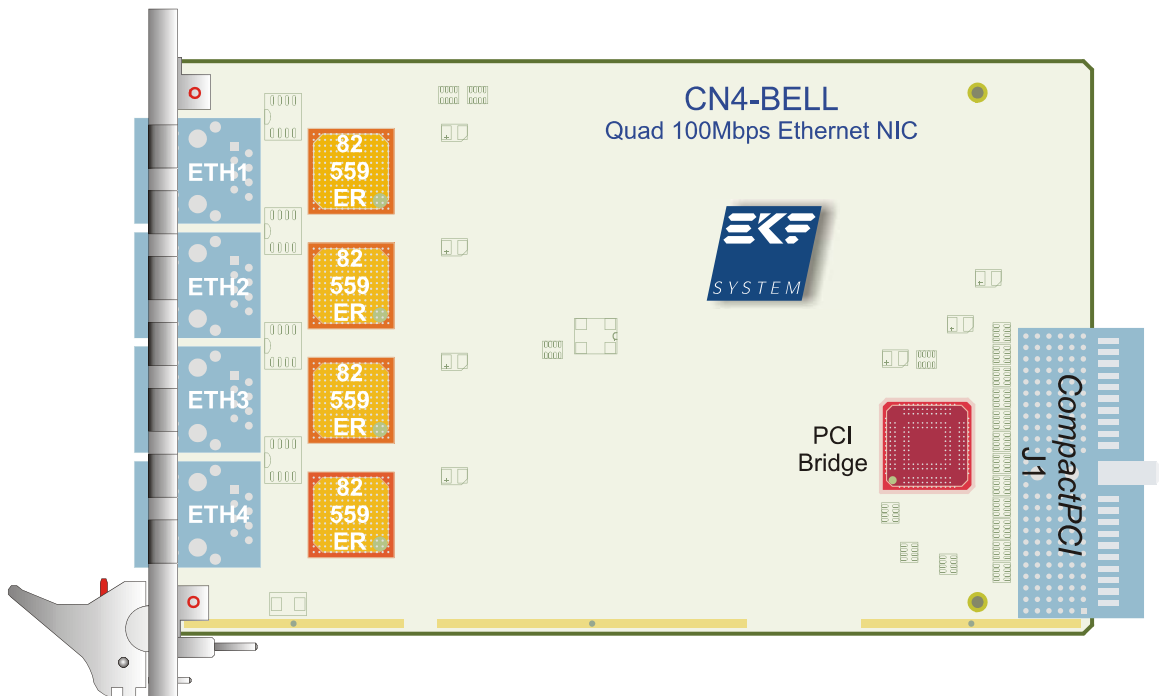 CN4-BELL
Quad 100Mbps Ethernet NIC
ETH1
82
559
ER
EKF
SYSTEM
ETH2
82
559
ER
ETH3
82
559
ER
PCI
Bridge
CompactPCI
J1
ETH4
82
559
ER